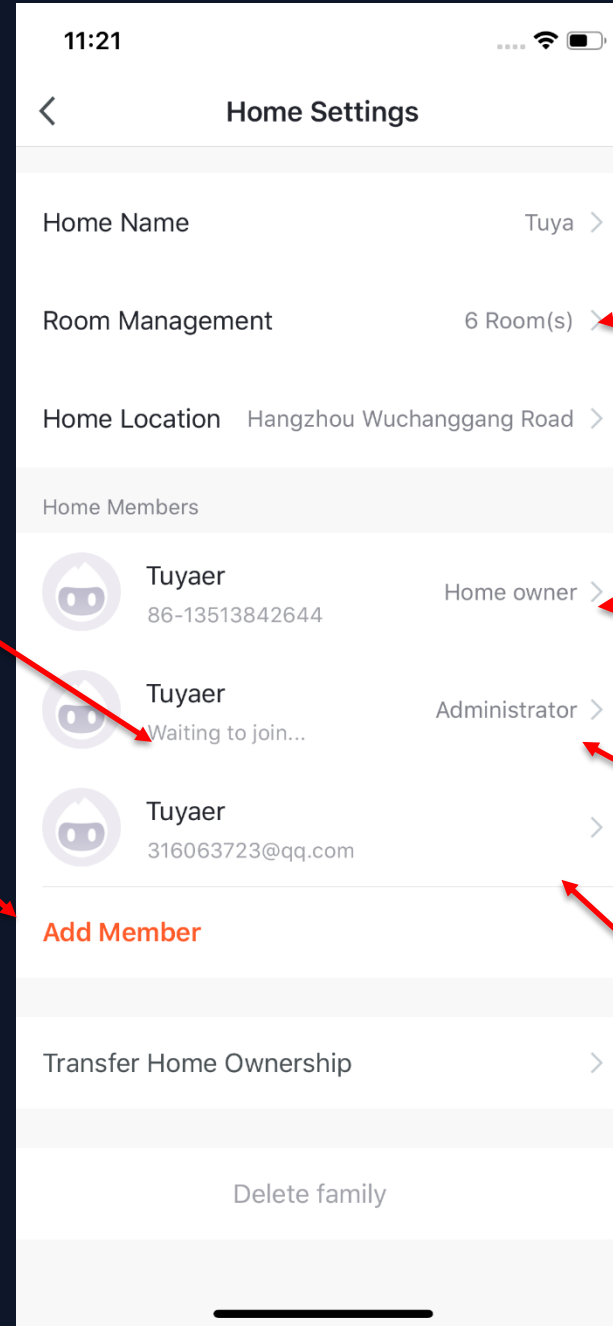 11:21
Home Settings
Home Name Tuya
Room Management 6 Room(s)
Home Location Hangzhou Wuchanggang Road
Home Members
Tuyaer
86-13513842644
Home owner
Tuyaer
Waiting to join...
Administrator
Tuyaer
316063723@qq.com
Add Member
Transfer Home Ownership
Delete family